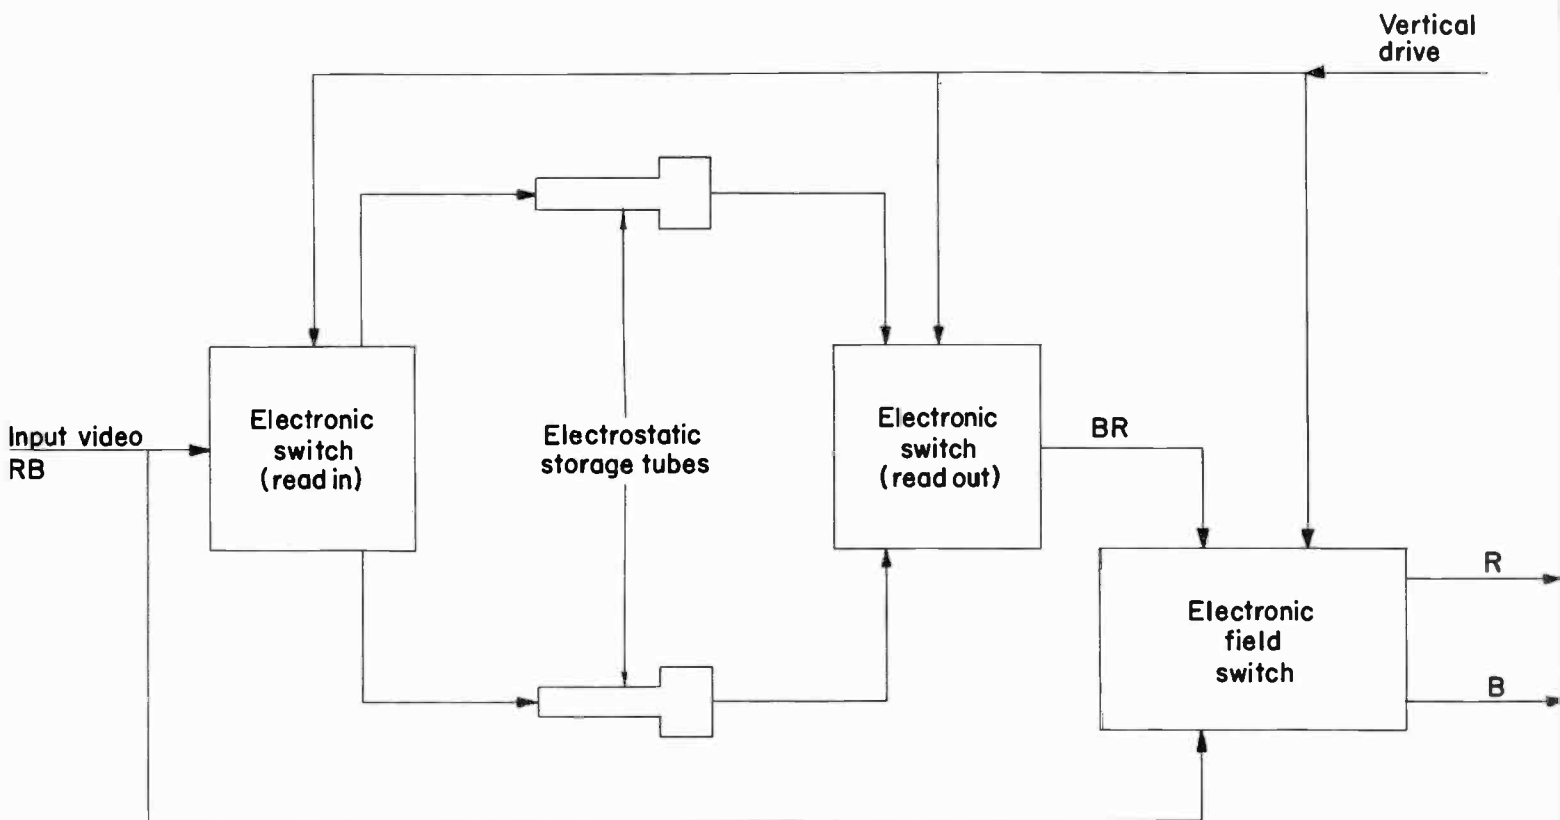 Vertical
drive
Input video
RB
Electronic
switch
(read in)
Electrostatic
storage tubes
Electronic
switch
(read out)
BR
Electronic
field
switch
R
B